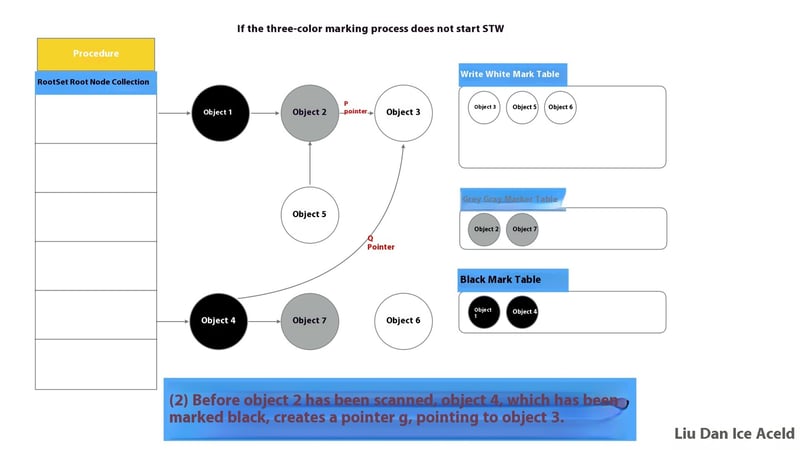 If the three-color marking process does not start STW
Procedure
RootSet Root Node Collection
Object 1
Object 2
P
pointer
Object 3
Object 5
Q
Pointer
Object 4
Object 7
Object 6
Write White Mark Table
Object 3
Object 5
Object 6
Grey Gray Marker Table
Object 2
Object 7
Black Mark Table
Object
1
Object 4
(2) Before object 2 has been scanned, object 4, which has been
marked black, creates a pointer g, pointing to object 3.
Liu Dan Ice Aceld